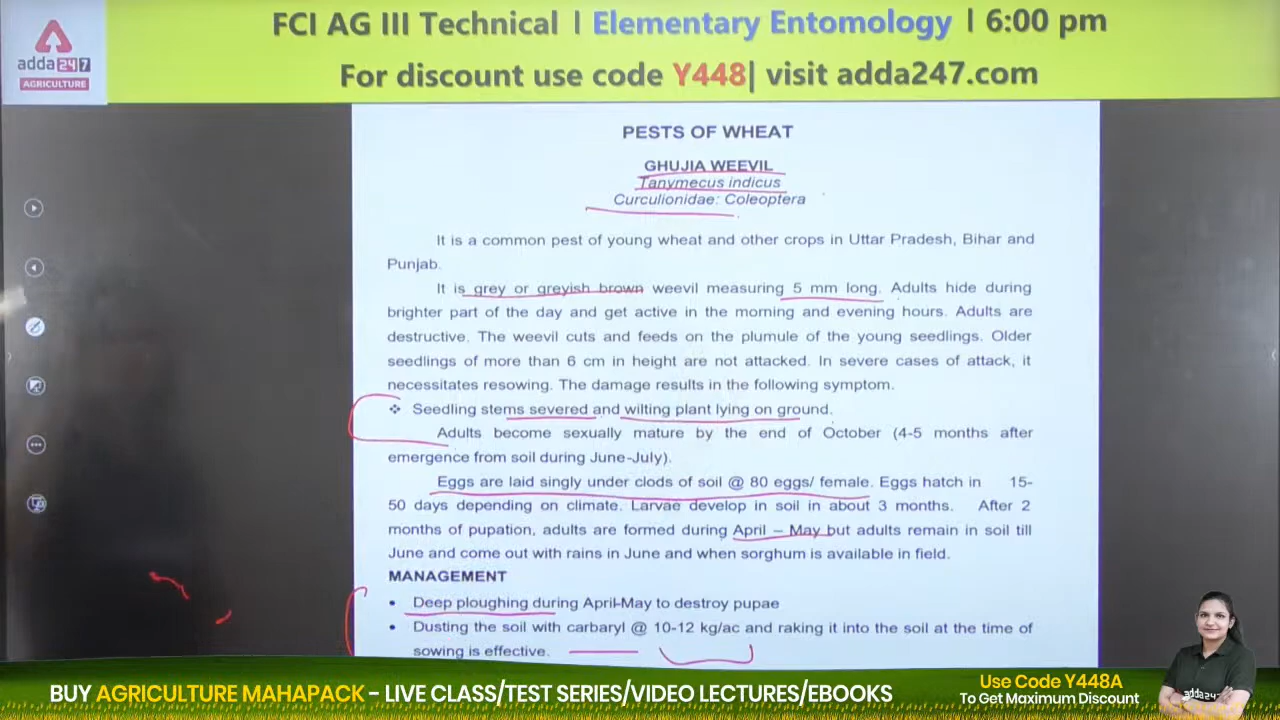 FCI AG III Technical I Elementary Entomology I 6:00 pm
For discount use code Y448| visit adda247.com
adda247
AGRICULTURE
PESTS OF WHEAT
GHUJIA WEEVIL
Tanymecus indicus
Curculionidae: Coleoptera
It is a common pest of young wheat and other crops in Uttar Pradesh, Bihar and
Punjab.
It is grey or greyish brown weevil measuring 5 mm long. Adults hide during
brighter part of the day and get active in the morning and evening hours. Adults are
destructive. The weevil cuts and feeds on the plumule of the young seedlings. Older
seedlings of more than 6 cm in height are not attacked. In severe cases of attack, it
necessitates resowing. The damage results in the following symptom.
❖ Seedling stems severed and wilting plant lying on ground.
Adults become sexually mature by the end of October (4-5 months after
emergence from soil during June-July).
Eggs are laid singly under clods of soil @ 80 eggs/ female. Eggs hatch in 15-
50 days depending on climate. Larvae develop in soil in about 3 months. After 2
months of pupation, adults are formed during April – May but adults remain in soil till
June and come out with rains in June and when sorghum is available in field.
MANAGEMENT
• Deep ploughing during April-May to destroy pupae
• Dusting the soil with carbaryl @ 10-12 kg/ac and raking it into the soil at the time of
sowing is effective.
adda247
BUY AGRICULTURE MAHAPACK - LIVE CLASS/TEST SERIES/VIDEO LECTURES/EBOOKS
Use Code Y448A
To Get Maximum Discount